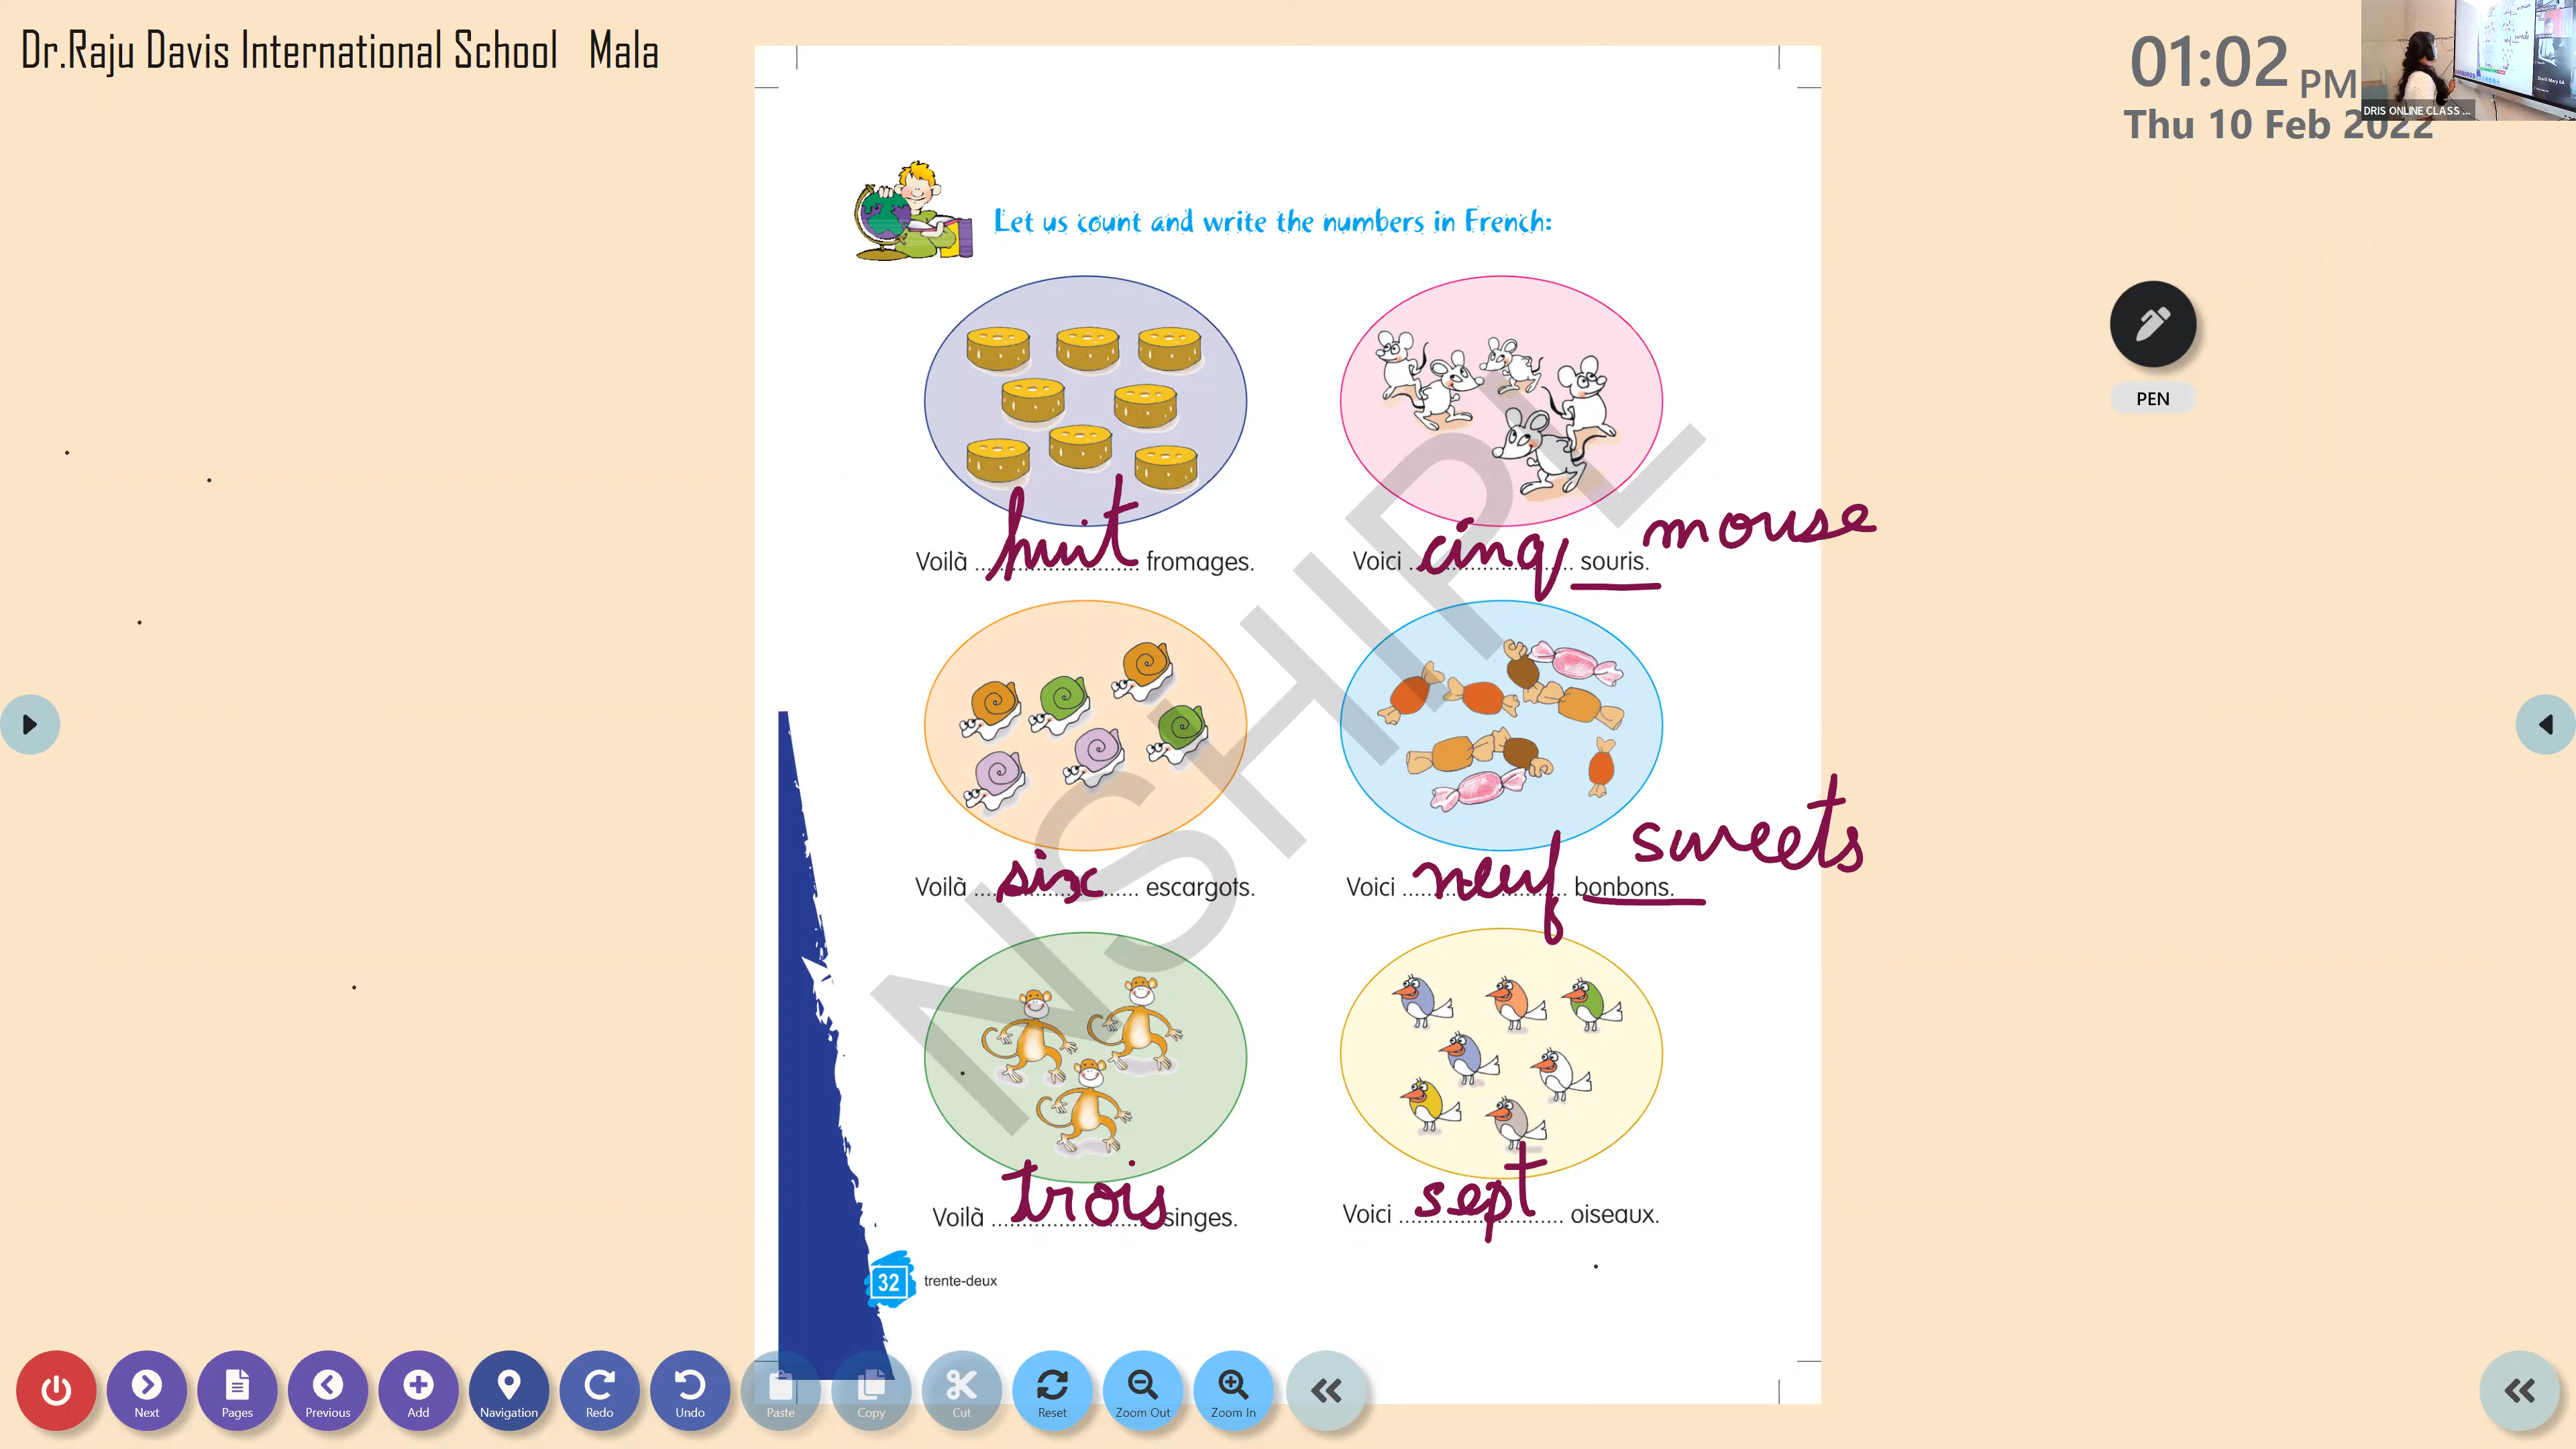 Dr.Raju Davis International School Mala
01:02 PM
Thu 10 Feb 2022
DRIS ONLINE CLASS ...
Let us count and write the numbers in French:
PEN
Voilà huit fromages.
Voici cinq souris. mouse
Voilà six escargots.
Voici neuf bonbons. sweets
Voilà trois singes.
Voici sept oiseaux.
NSHIPL
32 trente-deux
Next Pages Previous Add Navigation Redo Undo Paste Copy Cut Reset Zoom Out Zoom In